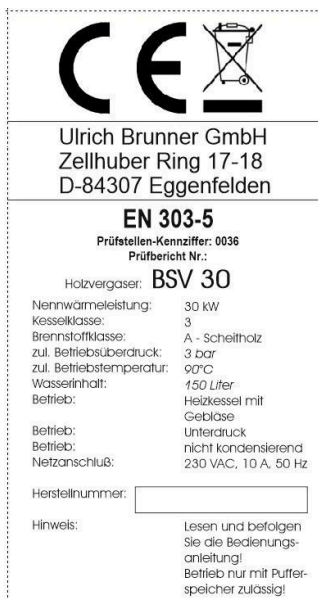 CE
Ulrich Brunner GmbH
Zellhuber Ring 17-18
D-84307 Eggenfelden
EN 303-5
Prüfstellen-Kennziffer: 0036
Prüfbericht Nr.:
Holzvergaser: BSV 30
Nennwärmeleistung: 30 kW
Kesselklasse: 3
Brennstoffklasse: A - Scheitholz
zul. Betriebsüberdruck: 3 bar
zul. Betriebstemperatur: 90°C
Wasserinhalt: 150 Liter
Betrieb: Heizkessel mit
Gebläse
Betrieb: Unterdruck
Betrieb: nicht kondensierend
Netzanschluß: 230 VAC, 10 A, 50 Hz
Herstellnummer:
Hinweis: Lesen und befolgen
Sie die Bedienungs-
anleitung!
Betrieb nur mit Puffer-
speicher zulässig!